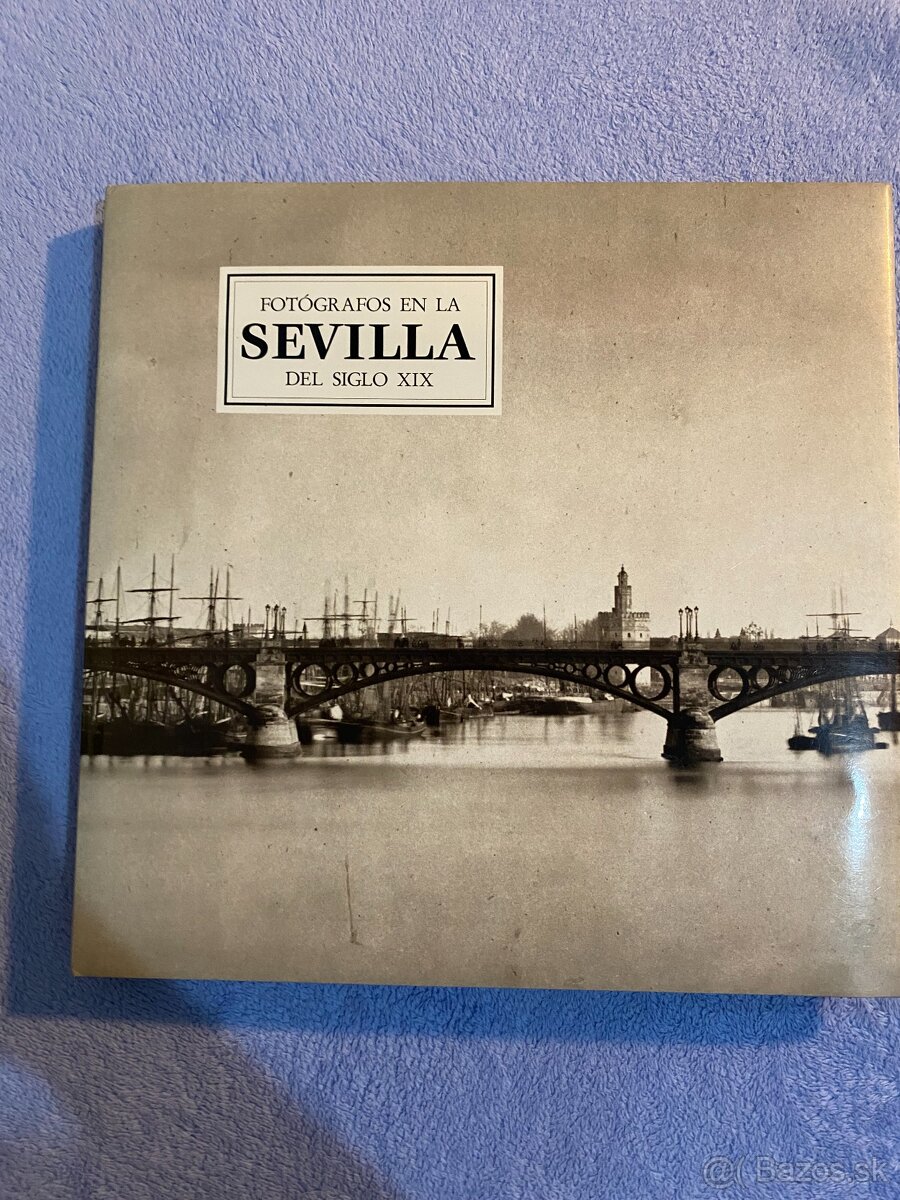 FOTÓGRAFOS EN LA
SEVILLA
DEL SIGLO XIX
@( Bazos.sk